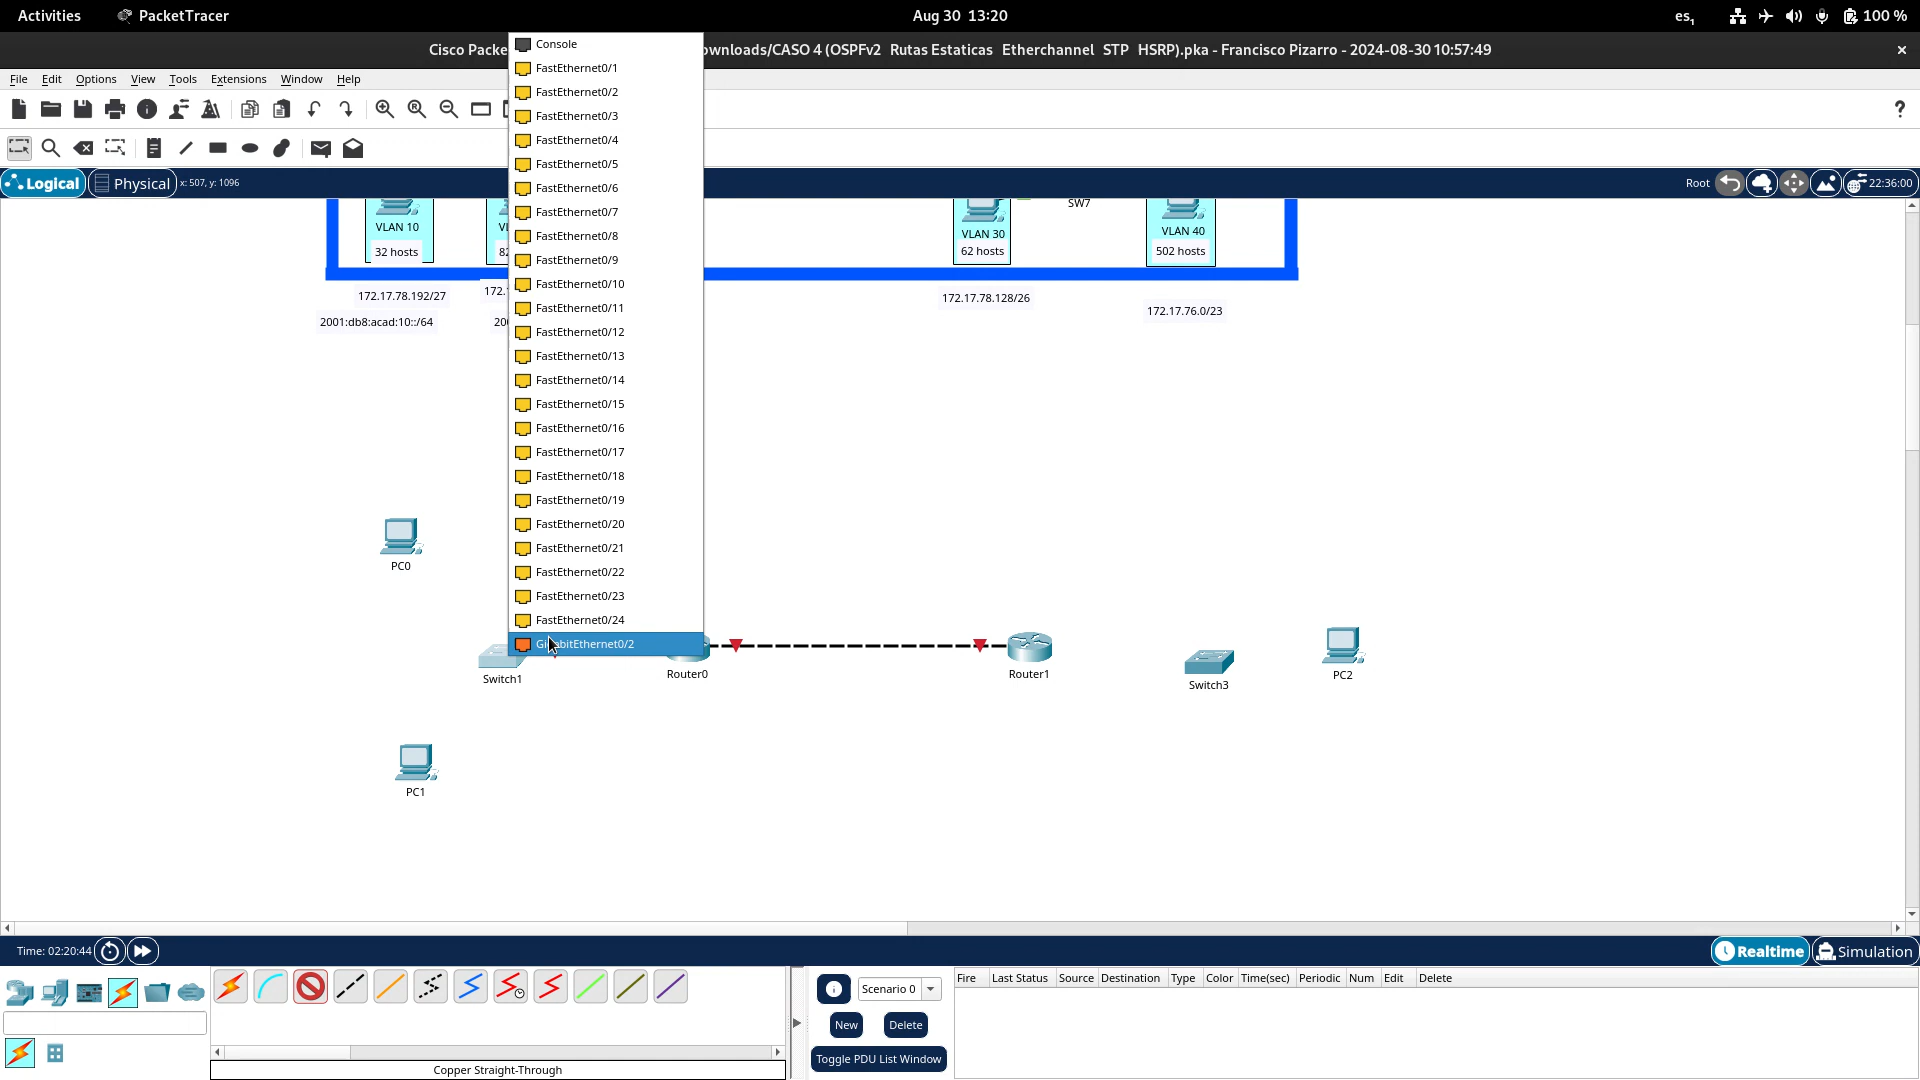 Activities
PacketTracer
Aug 30 13:20
es1
100 %
Cisco Packe
ownloads/CASO 4 (OSPFv2 Rutas Estaticas Etherchannel STP HSRP).pka - Francisco Pizarro - 2024-08-30 10:57:49
File Edit Options View Tools Extensions Window Help
Logical
Physical
x: 507, y: 1096
Root
22:36:00
Console
FastEthernet0/1
FastEthernet0/2
FastEthernet0/3
FastEthernet0/4
FastEthernet0/5
FastEthernet0/6
FastEthernet0/7
FastEthernet0/8
FastEthernet0/9
FastEthernet0/10
FastEthernet0/11
FastEthernet0/12
FastEthernet0/13
FastEthernet0/14
FastEthernet0/15
FastEthernet0/16
FastEthernet0/17
FastEthernet0/18
FastEthernet0/19
FastEthernet0/20
FastEthernet0/21
FastEthernet0/22
FastEthernet0/23
FastEthernet0/24
GigabitEthernet0/2
VLAN 10
32 hosts
172.17.78.192/27
2001:db8:acad:10::/64
VL
82
172.1
200
SW7
VLAN 30
62 hosts
172.17.78.128/26
VLAN 40
502 hosts
172.17.76.0/23
PC0
Switch1
Router0
Router1
Switch3
PC2
PC1
Time: 02:20:44
Realtime
Simulation
Scenario 0
New
Delete
Toggle PDU List Window
Fire Last Status Source Destination Type Color Time(sec) Periodic Num Edit Delete
Copper Straight-Through